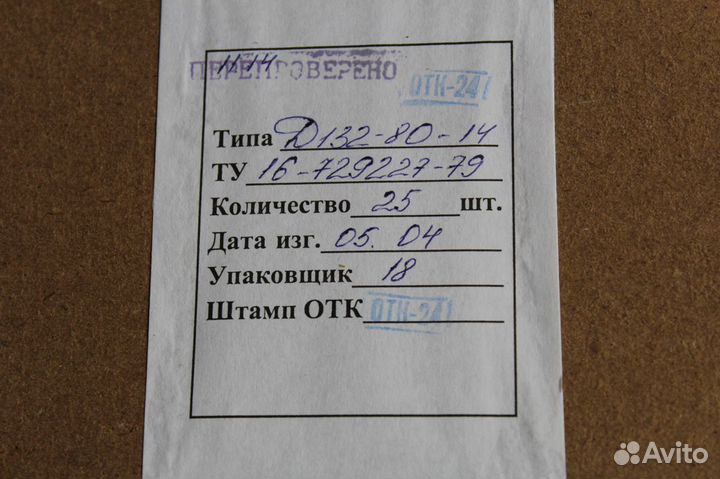 ПЕРЕПРОВЕРЕНО
ОТК-247
Типа Д132-80-14
ТУ 16-729227-79
Количество 25 шт.
Дата изг. 05. 04
Упаковщик 18
Штамп ОТК ОТК-247
Avito